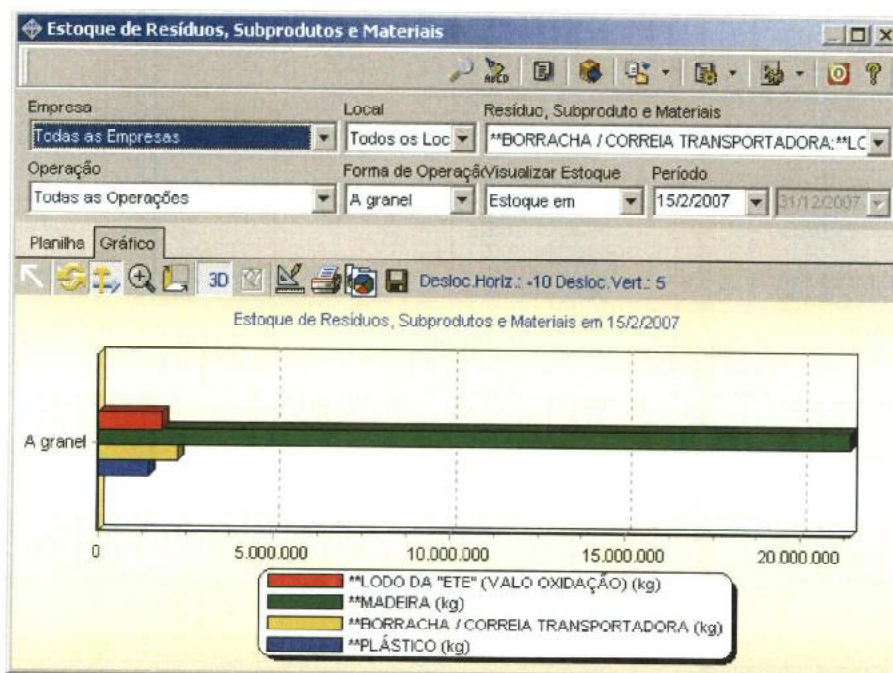 Estoque de Resíduos, Subprodutos e Materiais
ABCD
Empresa Local Resíduo, Subproduto e Materiais
Todas as Empresas Todos os Loc **BORRACHA / CORREIA TRANSPORTADORA;**LO
Operação Forma de Operação Visualizar Estoque Período
Todas as Operações A granel Estoque em 15/2/2007 31/12/2007
Planilha Gráfico
3D Desloc.Horiz.: -10 Desloc.Vert.: 5
Estoque de Resíduos, Subprodutos e Materiais em 15/2/2007
A granel
0 5.000.000 10.000.000 15.000.000 20.000.000
**LODO DA "ETE" (VALO OXIDAÇÃO) (kg)
**MADEIRA (kg)
**BORRACHA / CORREIA TRANSPORTADORA (kg)
**PLÁSTICO (kg)